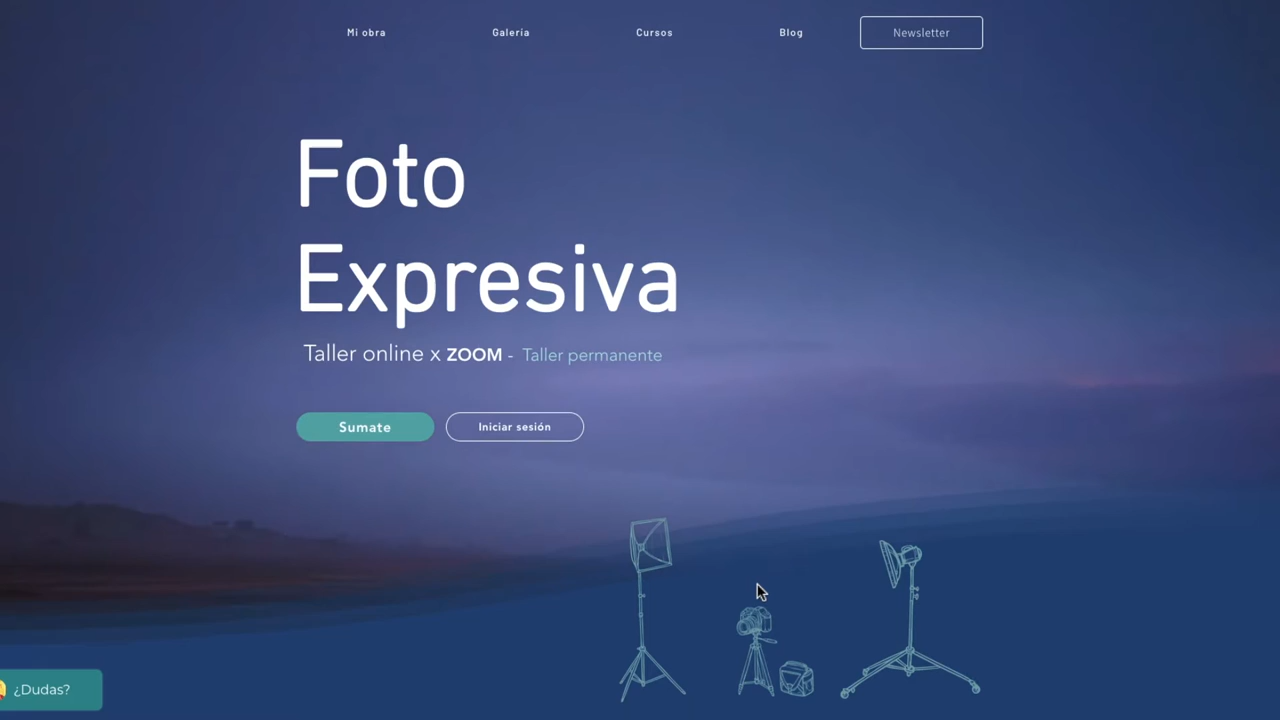 Mi obra
Galería
Cursos
Blog
Newsletter
Foto
Expresiva
Taller online x ZOOM - Taller permanente
Sumate
Iniciar sesión
¿Dudas?